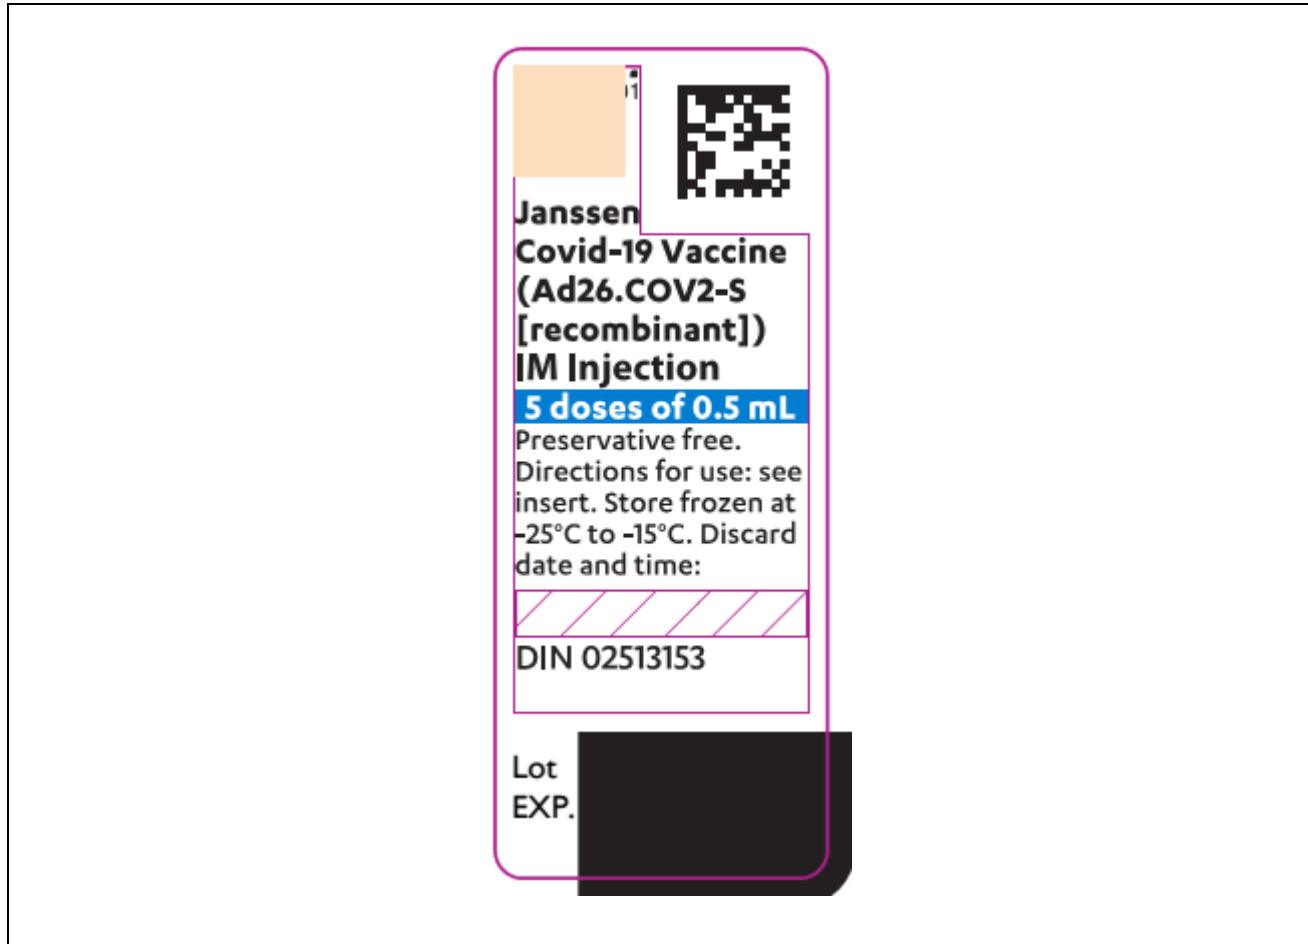 Janssen
Covid-19 Vaccine
(Ad26.COV2-S
[recombinant])
IM Injection
5 doses of 0.5 mL
Preservative free.
Directions for use: see
insert. Store frozen at
-25°C to -15°C. Discard
date and time:
DIN 02513153
Lot
EXP.